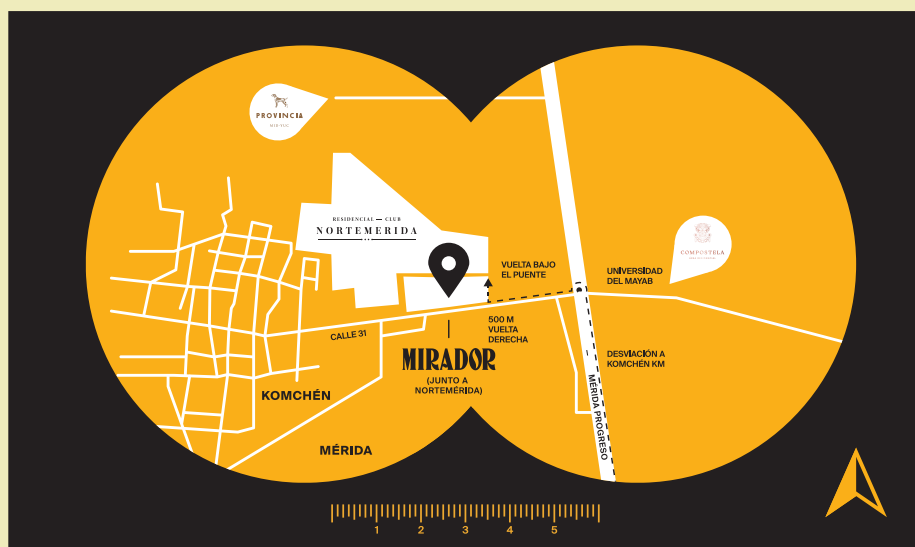 PROVINCIA
RESIDENCIAL — CLUB
NORTEMERIDA
COMPOSTELA
VUELTA BAJO
EL PUENTE
UNIVERSIDAD
DEL MAYAB
500 M
VUELTA
DERECHA
CALLE 31
MIRADOR
(JUNTO A
NORTEMÉRIDA)
DESVIACIÓN A
KOMCHÉN KM
MÉRIDA PROGRESO
KOMCHÉN
MÉRIDA
1 2 3 4 5